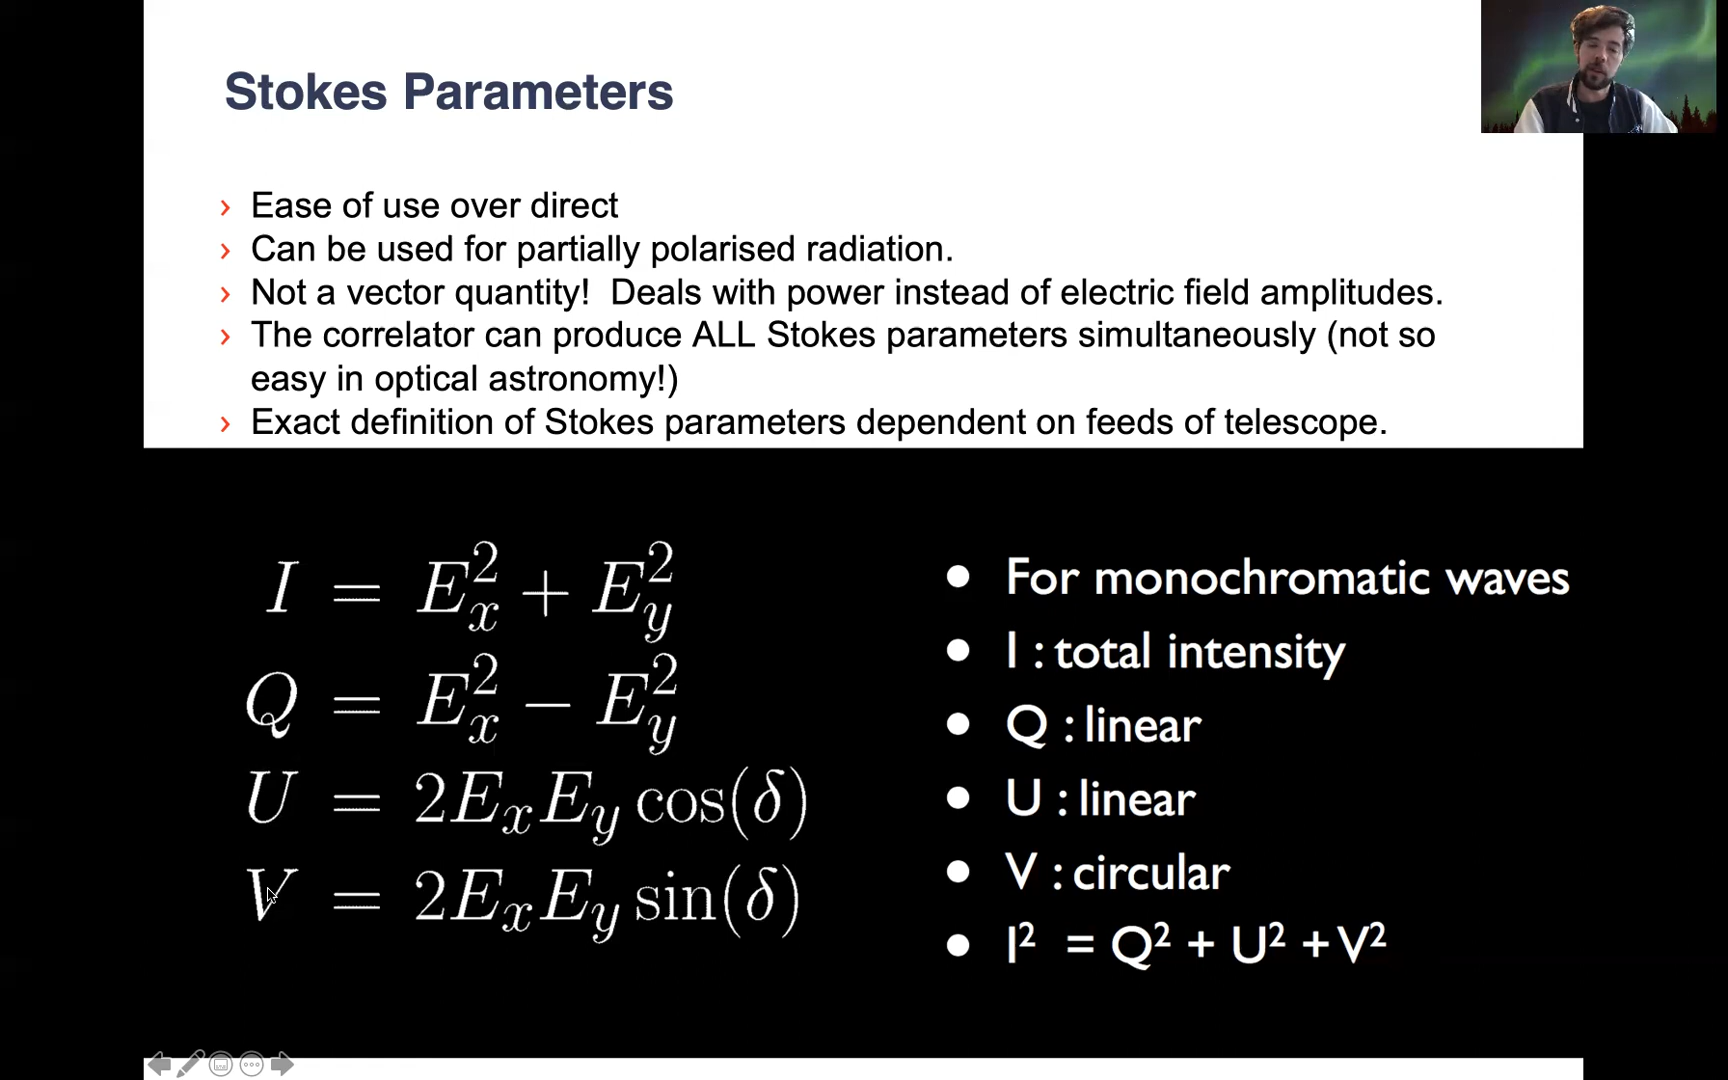 Stokes Parameters
› Ease of use over direct
› Can be used for partially polarised radiation.
› Not a vector quantity!  Deals with power instead of electric field amplitudes.
› The correlator can produce ALL Stokes parameters simultaneously (not so
easy in optical astronomy!)
› Exact definition of Stokes parameters dependent on feeds of telescope.
I = E_x^2 + E_y^2
Q = E_x^2 − E_y^2
U = 2E_xE_y cos(δ)
V = 2E_xE_y sin(δ)
● For monochromatic waves
● I : total intensity
● Q : linear
● U : linear
● V : circular
● I² = Q² + U² + V²